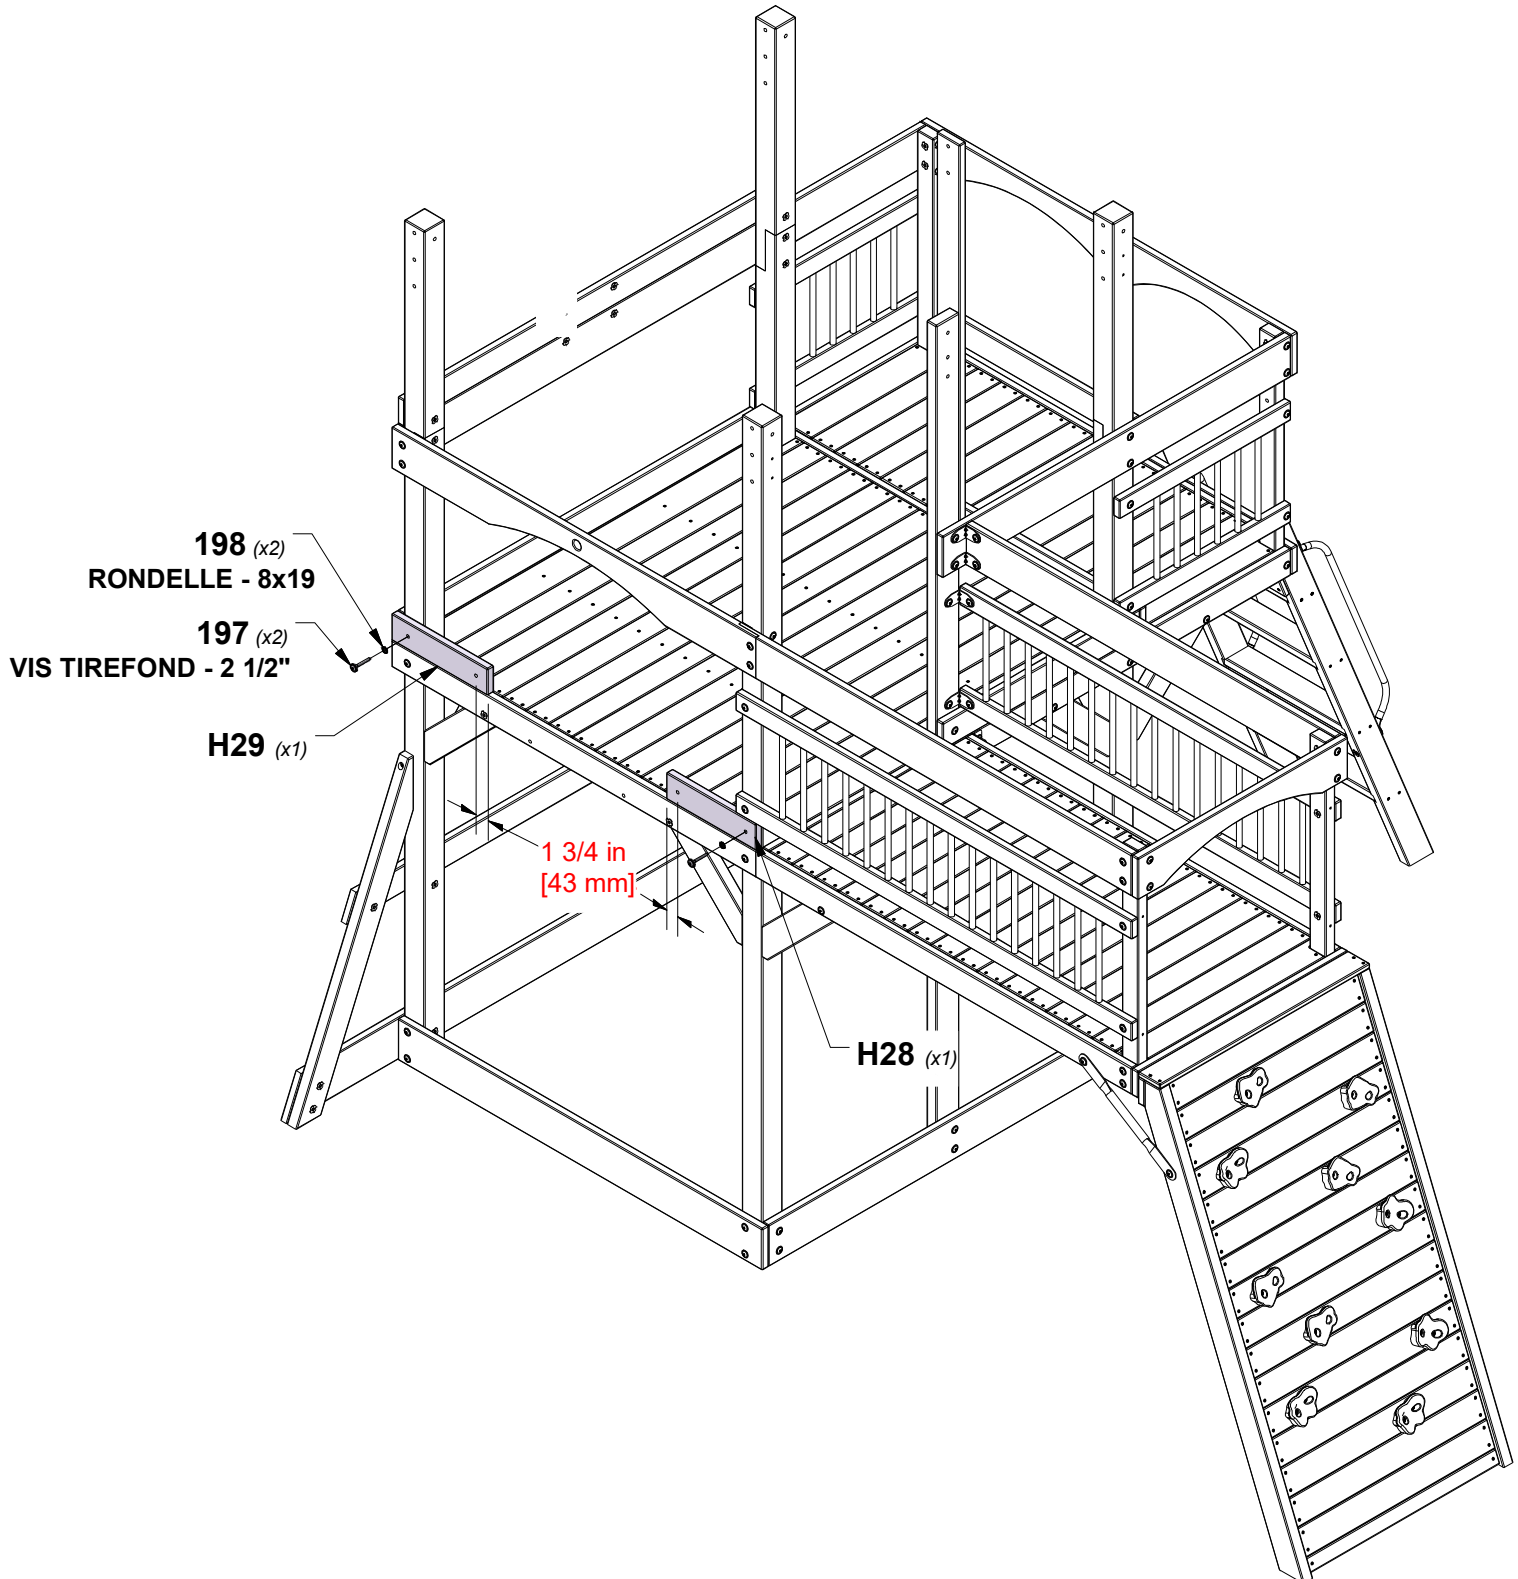 198 (x2)
RONDELLE - 8x19
197 (x2)
VIS TIREFOND - 2 1/2"
H29 (x1)
1 3/4 in
[43 mm]
H28 (x1)